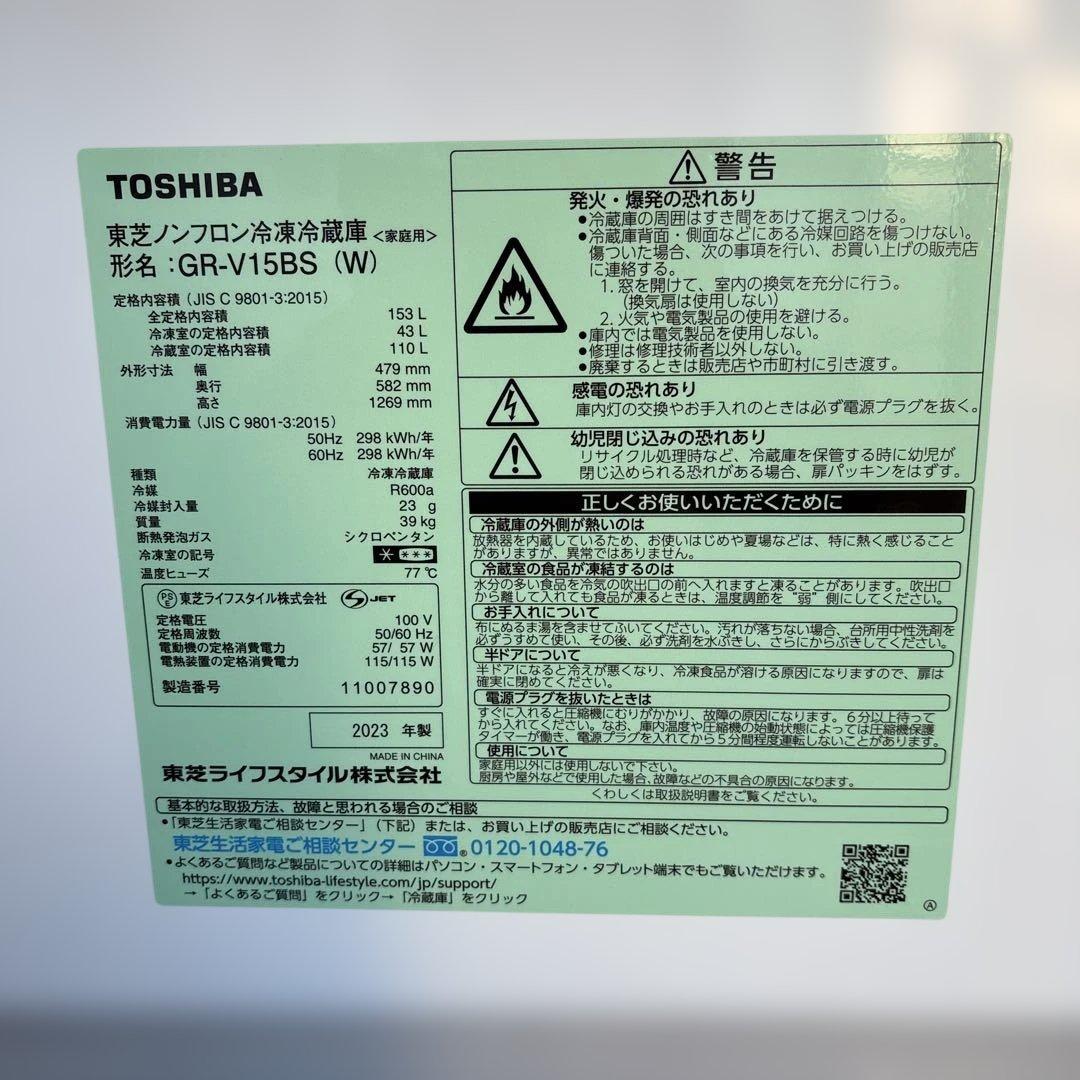 TOSHIBA
東芝ノンフロン冷凍冷蔵庫 <家庭用>
形名 : GR-V15BS (W)
定格内容積 (JIS C 9801-3:2015)
全定格内容積 153 L
冷凍室の定格内容積 43 L
冷蔵室の定格内容積 110 L
外形寸法 幅 479 mm
奥行 582 mm
高さ 1269 mm
消費電力量 (JIS C 9801-3:2015)
50Hz 298 kWh/年
60Hz 298 kWh/年
種類 冷凍冷蔵庫
冷媒 R600a
冷媒封入量 23 g
質量 39 kg
断熱発泡ガス シクロペンタン
冷凍室の記号 * ***
温度ヒューズ 77 ℃
PSE 東芝ライフスタイル株式会社 S JET
定格電圧 100 V
定格周波数 50/60 Hz
電動機の定格消費電力 57/ 57 W
電熱装置の定格消費電力 115/115 W
製造番号 11007890
2023 年製
MADE IN CHINA
東芝ライフスタイル株式会社
警告
発火・爆発の恐れあり
●冷蔵庫の周囲はすき間をあけて据えつける。
●冷蔵庫背面・側面などにある冷媒回路を傷つけない。
傷ついた場合、次の事項を行い、お買い上げの販売店
に連絡する。
1. 窓を開けて、室内の換気を充分に行う。
(換気扇は使用しない)
2. 火気や電気製品の使用を避ける。
●庫内では電気製品を使用しない。
●修理は修理技術者以外しない。
●廃棄するときは販売店や市町村に引き渡す。
感電の恐れあり
庫内灯の交換やお手入れのときは必ず電源プラグを抜く。
幼児閉じ込みの恐れあり
リサイクル処理時など、冷蔵庫を保管する時に幼児が
閉じ込められる恐れがある場合、扉パッキンをはずす。
正しくお使いいただくために
冷蔵庫の外側が熱いのは
放熱器を内蔵しているため、お使いはじめや夏場などは、特に熱く感じること
がありますが、異常ではありません。
冷蔵室の食品が凍結するのは
水分の多い食品を冷気の吹出口の前へ入れますと凍ることがあります。吹出口
から離して入れても食品が凍るときは、温度調節を“弱”側にしてください。
お手入れについて
布にぬるま湯を含ませてふいてください。汚れが落ちない場合、台所用中性洗剤を
必ずうすめて使い、その後、必ず洗剤を水ぶきし、さらにからぶきしてください。
半ドアについて
半ドアになると冷えが悪くなり、冷凍食品が溶ける原因になりますので、扉は
確実に閉めてください。
電源プラグを抜いたときは
すぐに入れると圧縮機にむりがかかり、故障の原因になります。6分以上待って
から入れてください。なお、庫内温度や圧縮機の始動状態によっては圧縮機保護
タイマーが働き、電源プラグを入れてから5分間程度運転しないことがあります。
使用について
家庭用以外には使用しないで下さい。
厨房や屋外などで使用した場合、故障などの不具合の原因になります。
くわしくは取扱説明書をご覧ください。
基本的な取扱方法、故障と思われる場合のご相談
●「東芝生活家電ご相談センター」(下記) または、お買い上げの販売店にご相談ください。
東芝生活家電ご相談センター 0120-1048-76
●よくあるご質問など製品についての詳細はパソコン・スマートフォン・タブレット端末でもご覧いただけます。
https://www.toshiba-lifestyle.com/jp/support/
→「よくあるご質問」をクリック→「冷蔵庫」をクリック
Ⓐ